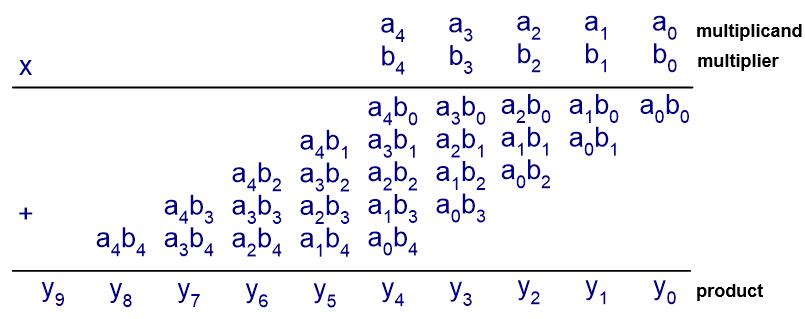 a₄ a₃ a₂ a₁ a₀ multiplicand
x b₄ b₃ b₂ b₁ b₀ multiplier
a₄b₀ a₃b₀ a₂b₀ a₁b₀ a₀b₀
a₄b₁ a₃b₁ a₂b₁ a₁b₁ a₀b₁
a₄b₂ a₃b₂ a₂b₂ a₁b₂ a₀b₂
+ a₄b₃ a₃b₃ a₂b₃ a₁b₃ a₀b₃
a₄b₄ a₃b₄ a₂b₄ a₁b₄ a₀b₄
y₉ y₈ y₇ y₆ y₅ y₄ y₃ y₂ y₁ y₀ product